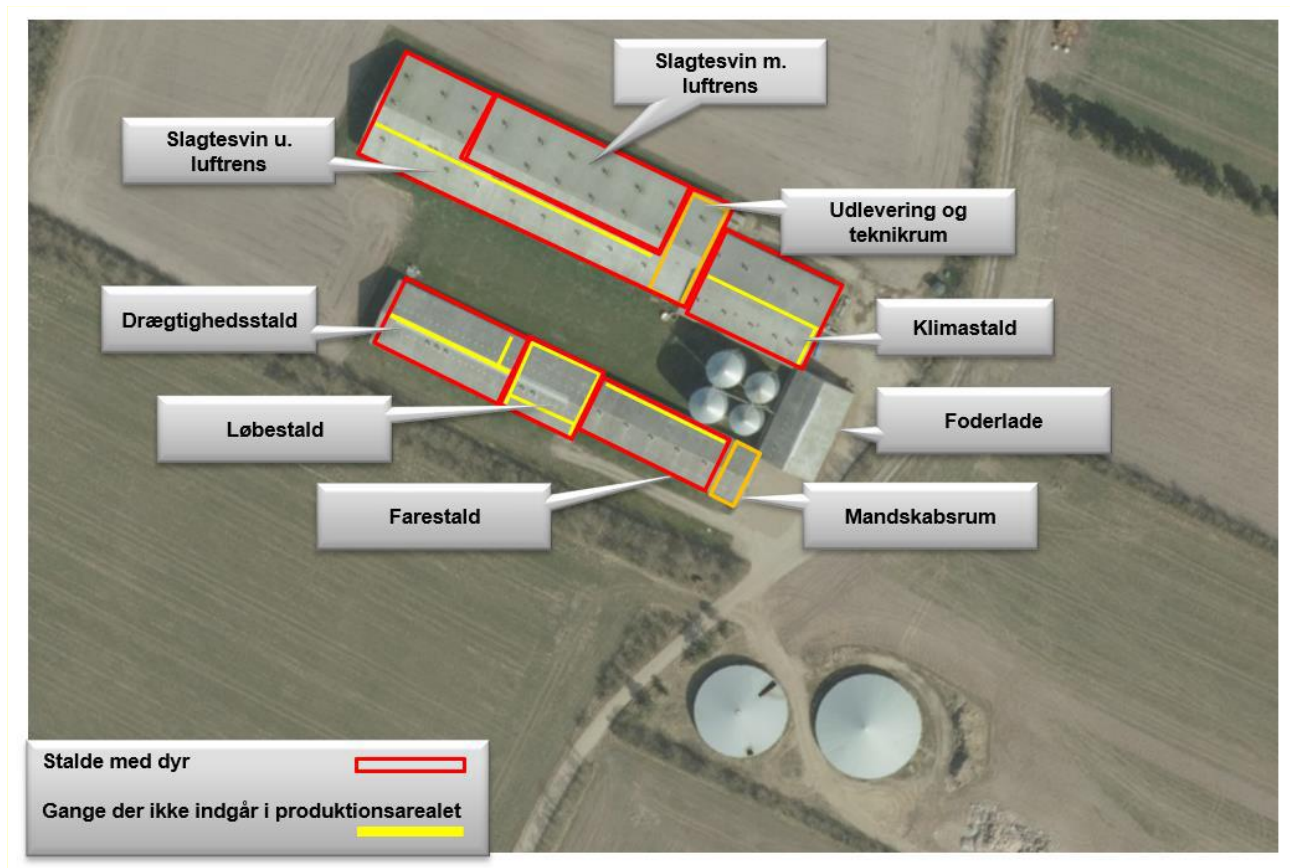 Slagtesvin m.
luftrens
Slagtesvin u.
luftrens
Udlevering og
teknikrum
Drægtighedsstald
Klimastald
Løbestald
Foderlade
Farestald
Mandskabsrum
Stalde med dyr
Gange der ikke indgår i produktionsarealet